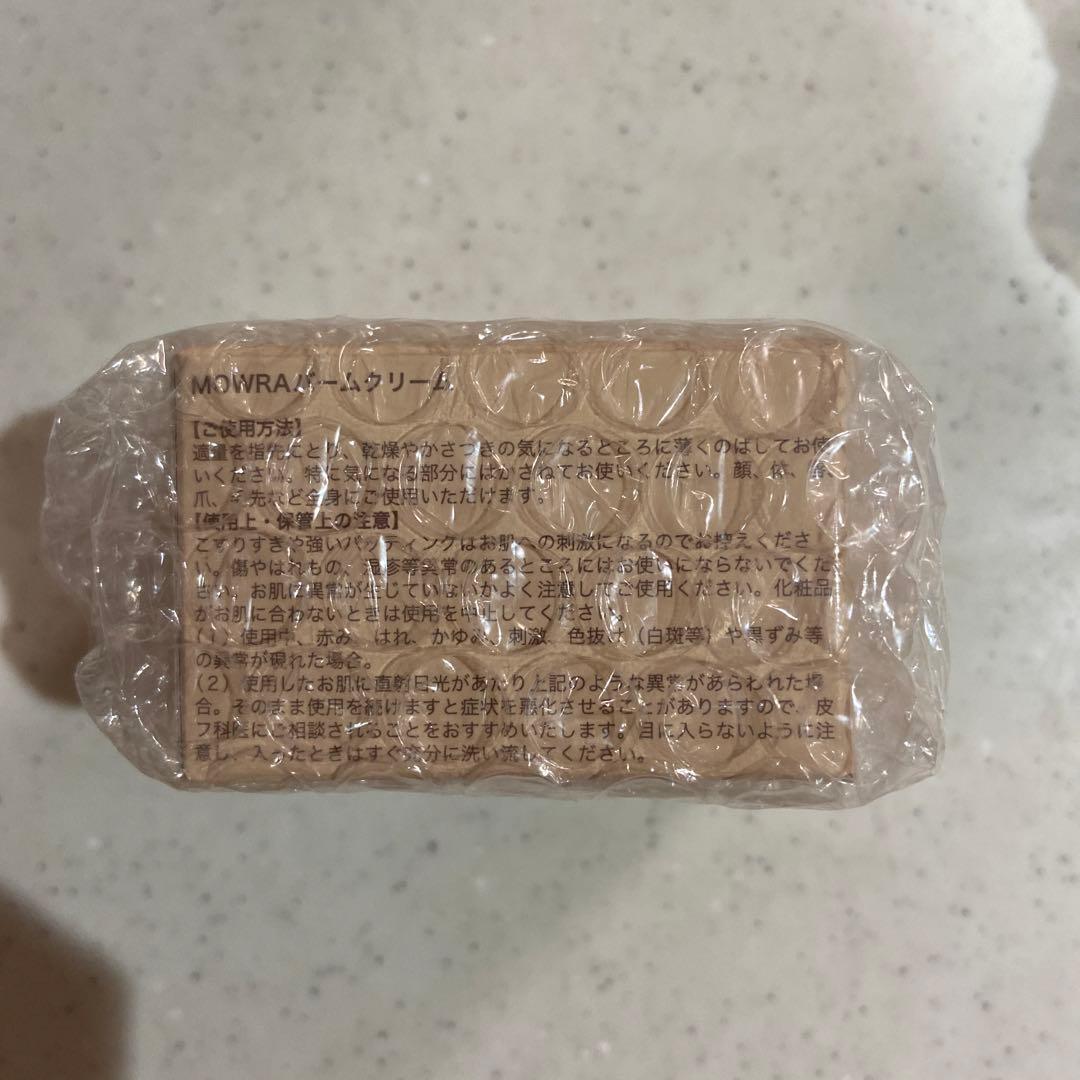 MOWRAバームクリーム
【ご使用方法】
適量を指先にとり、乾燥やかさつきの気になるところに薄くのばしてお使
いください。特に気になる部分にはかさねてお使いください。顔、体、唇、
爪、毛先など全身にご使用いただけます。
【使用上・保管上の注意】
こすりすぎや強いパッティングはお肌への刺激になるのでお控えくださ
い。傷やはれもの、湿疹等異常のあるところにはお使いにならないでくだ
さい。お肌に異常が生じていないかよく注意してご使用ください。化粧品
がお肌に合わないときは使用を中止してください。
（1）使用中、赤み、はれ、かゆみ、刺激、色抜け（白斑等）や黒ずみ等
の異常が現れた場合。
（2）使用したお肌に直射日光があたり上記のような異常があらわれた場
合。そのまま使用を続けますと症状を悪化させることがありますので、皮
フ科医にご相談されることをおすすめいたします。目に入らないように注
意し、入ったときはすぐ充分に洗い流してください。